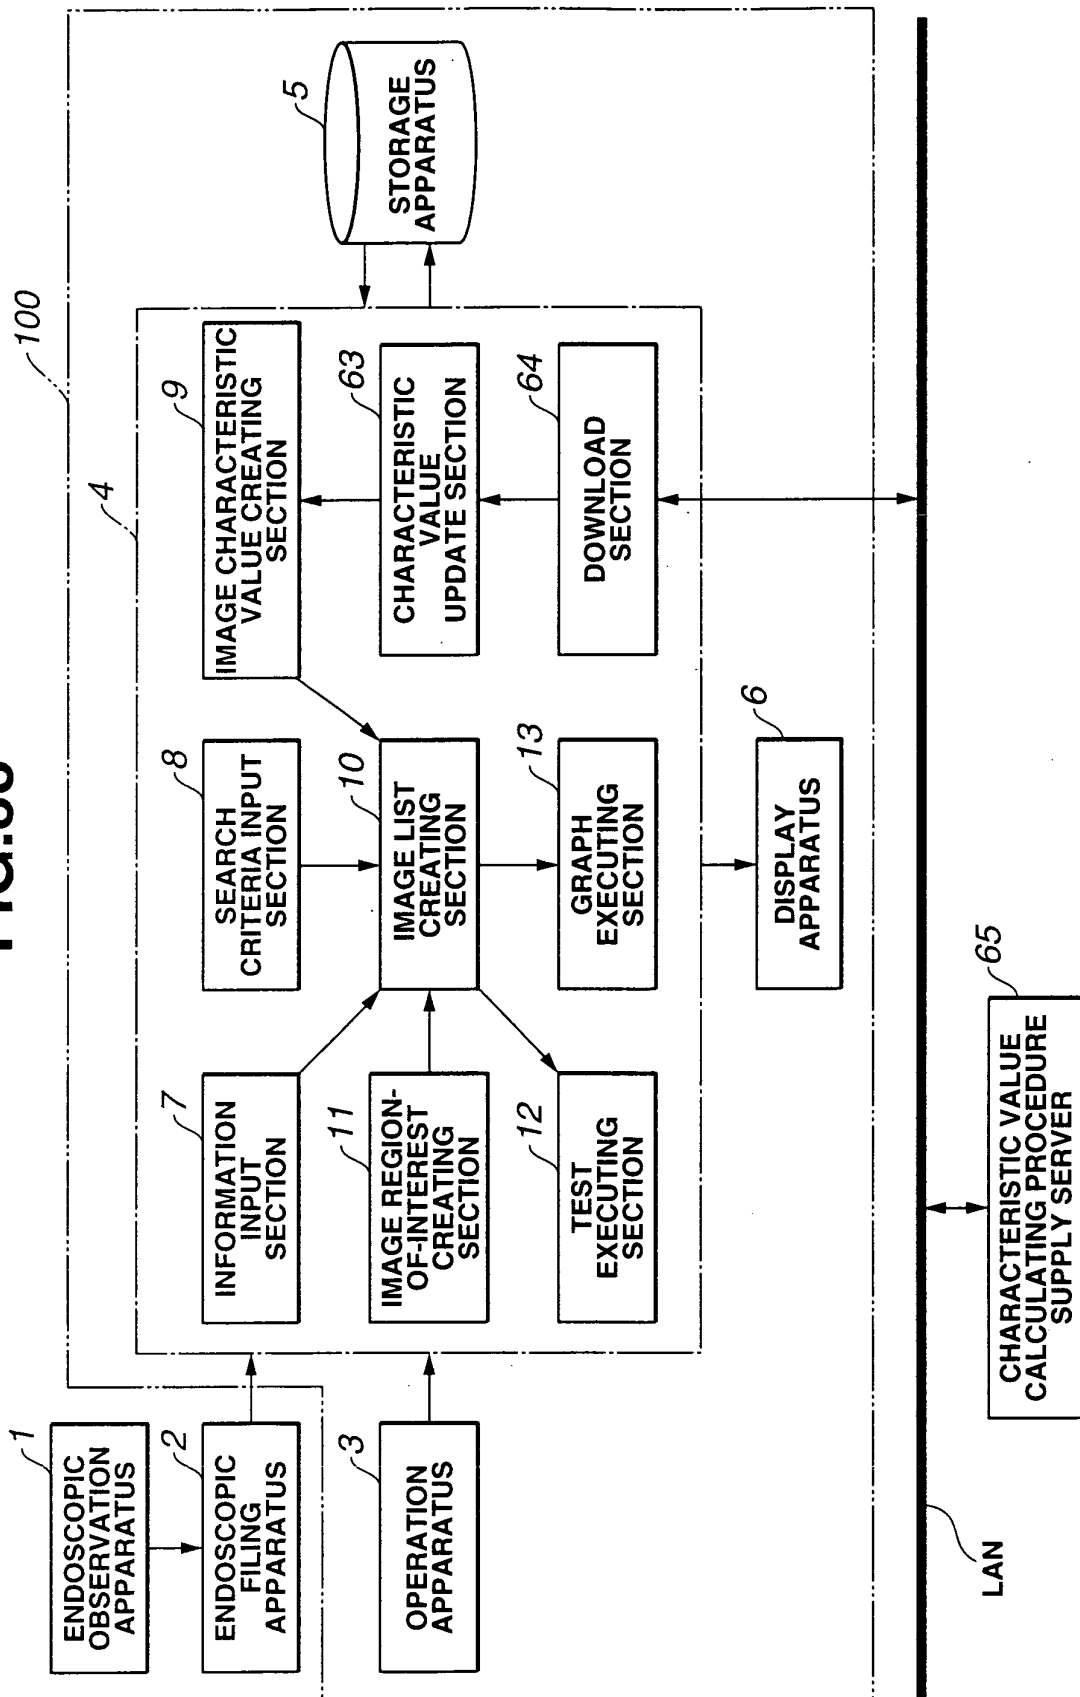 100
1
ENDOSCOPIC
OBSERVATION
APPARATUS
2
ENDOSCOPIC
FILING
APPARATUS
3
OPERATION
APPARATUS
4
7
INFORMATION
INPUT
SECTION
8
SEARCH
CRITERIA INPUT
SECTION
9
IMAGE CHARACTERISTIC
VALUE CREATING
SECTION
5
STORAGE
APPARATUS
11
IMAGE REGION-
OF-INTEREST
CREATING
SECTION
10
IMAGE LIST
CREATING
SECTION
63
CHARACTERISTIC
VALUE
UPDATE SECTION
12
TEST
EXECUTING
SECTION
13
GRAPH
EXECUTING
SECTION
64
DOWNLOAD
SECTION
6
DISPLAY
APPARATUS
LAN
65
CHARACTERISTIC VALUE
CALCULATING PROCEDURE
SUPPLY SERVER